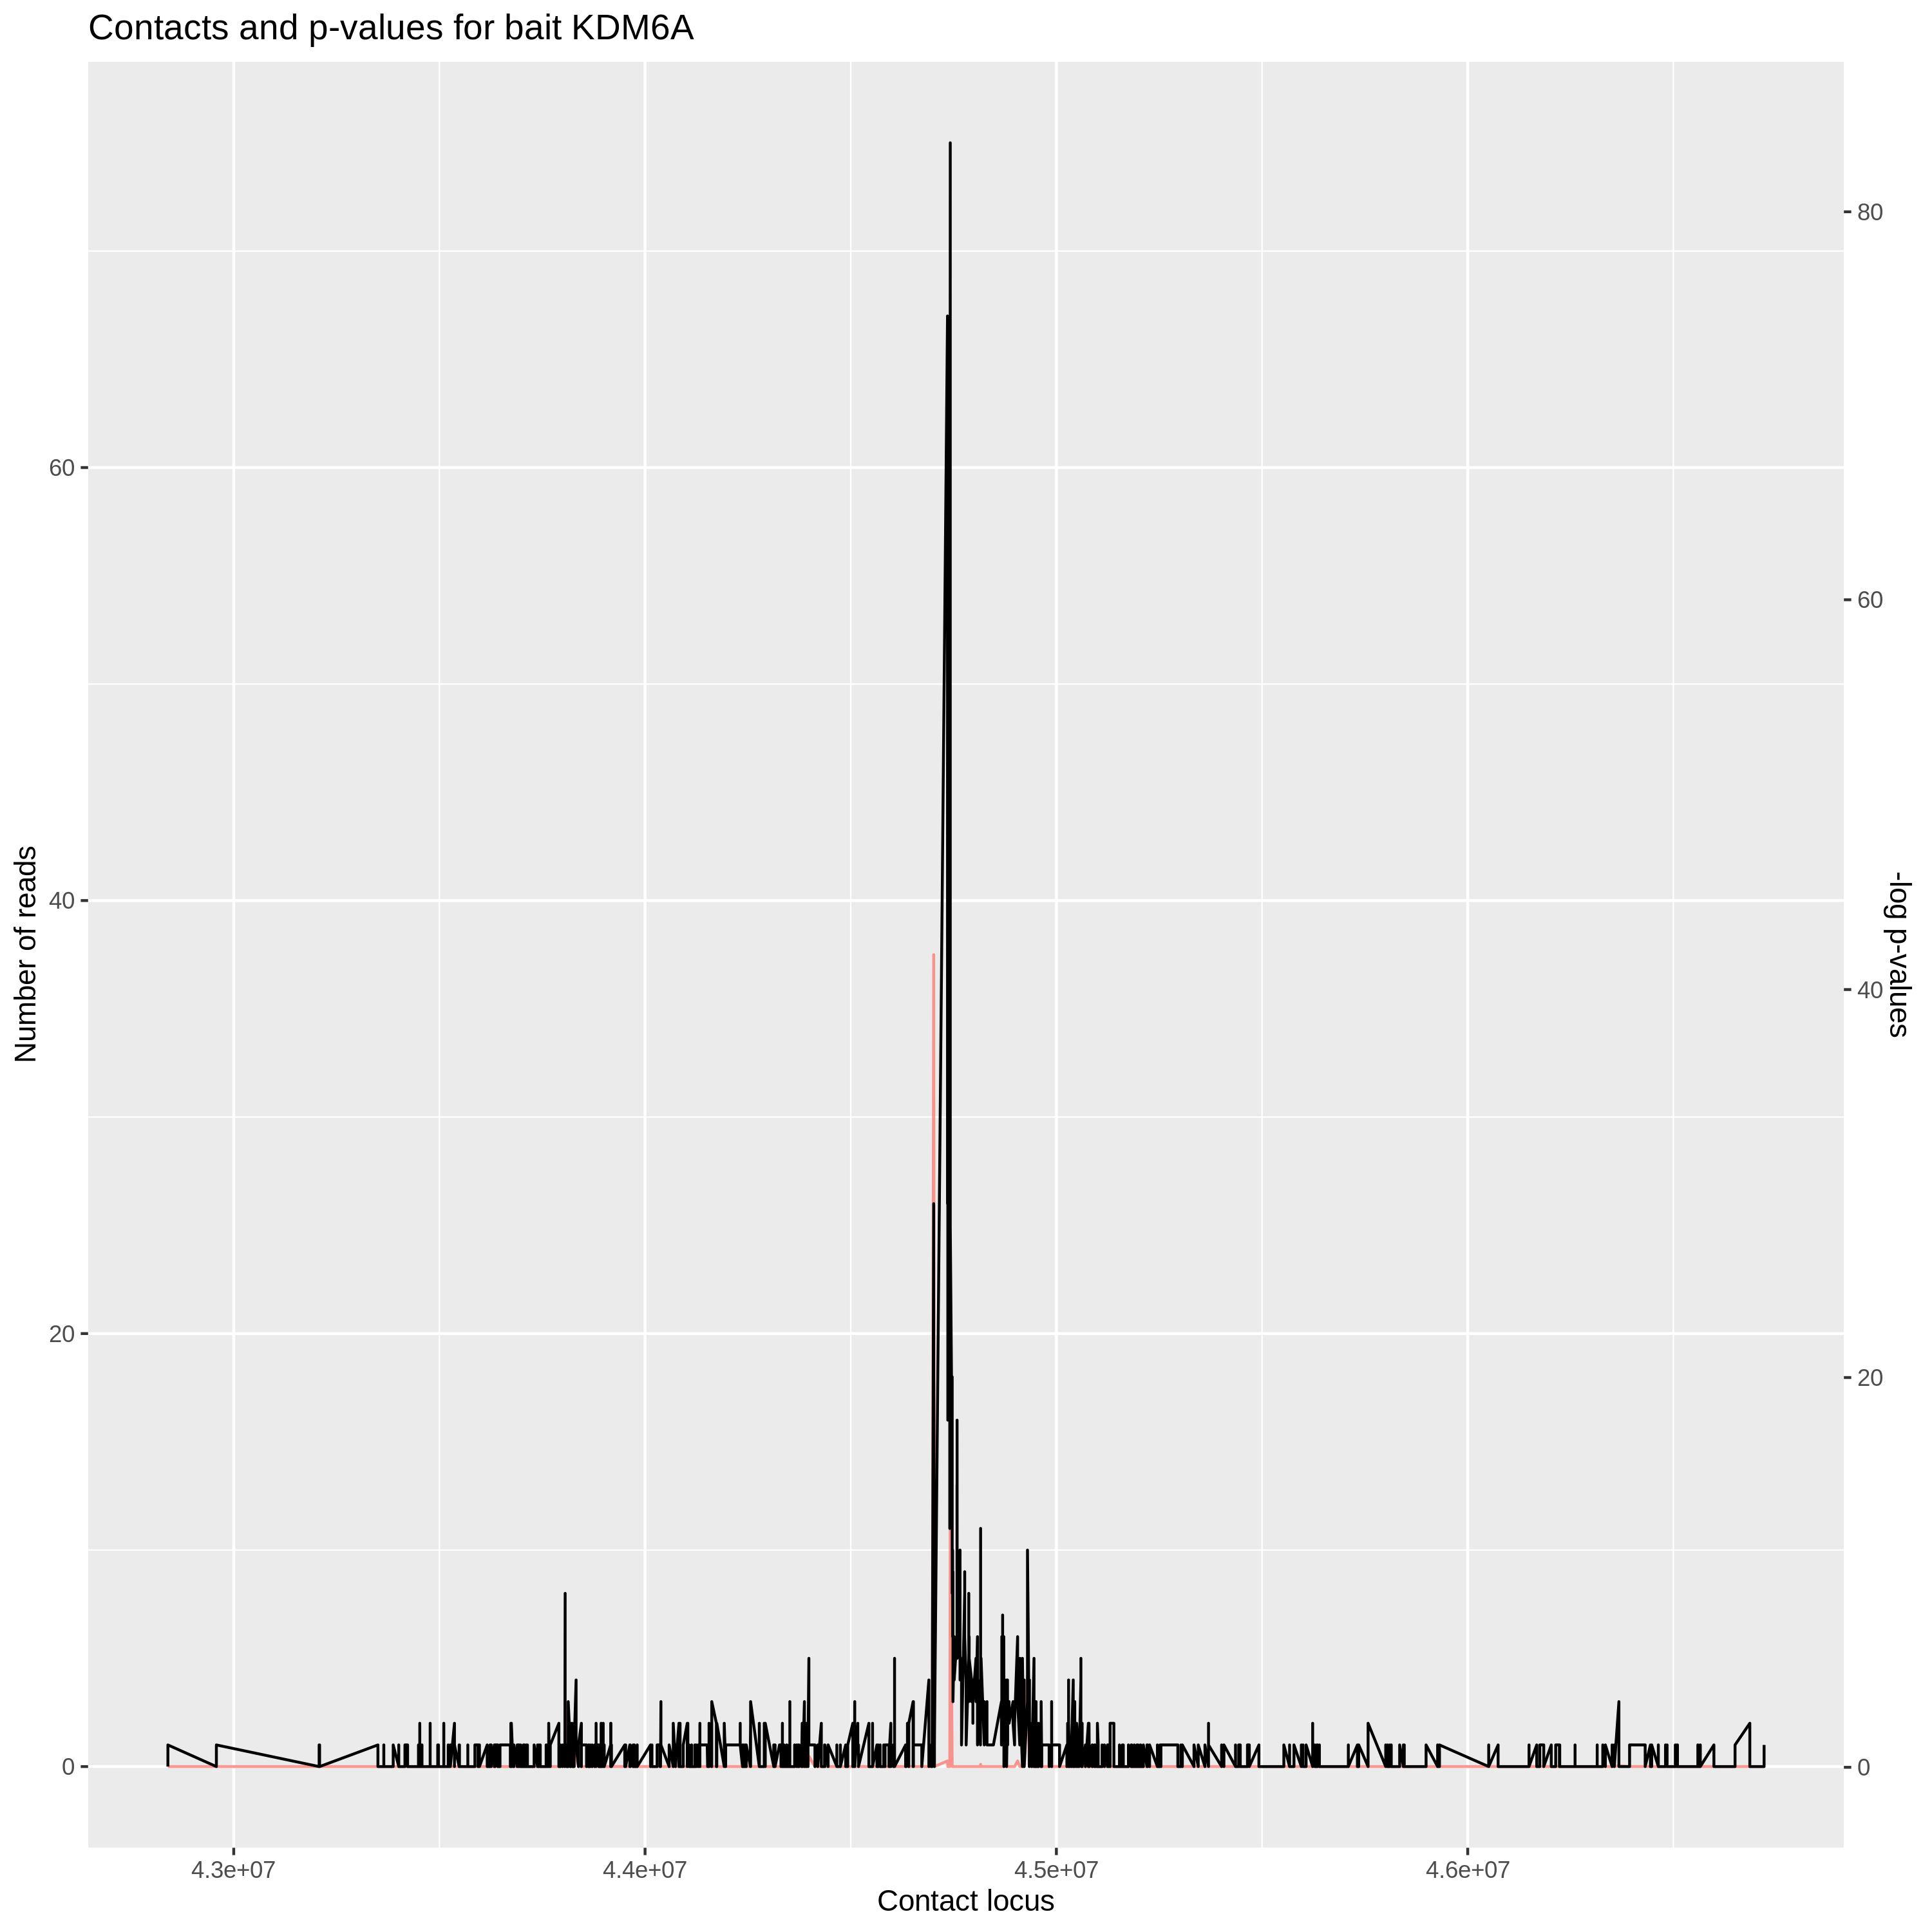 Contacts and p-values for bait KDM6A
Number of reads
60
40
20
0
80
60
40
20
0
-log p-values
4.3e+07
4.4e+07
4.5e+07
4.6e+07
Contact locus